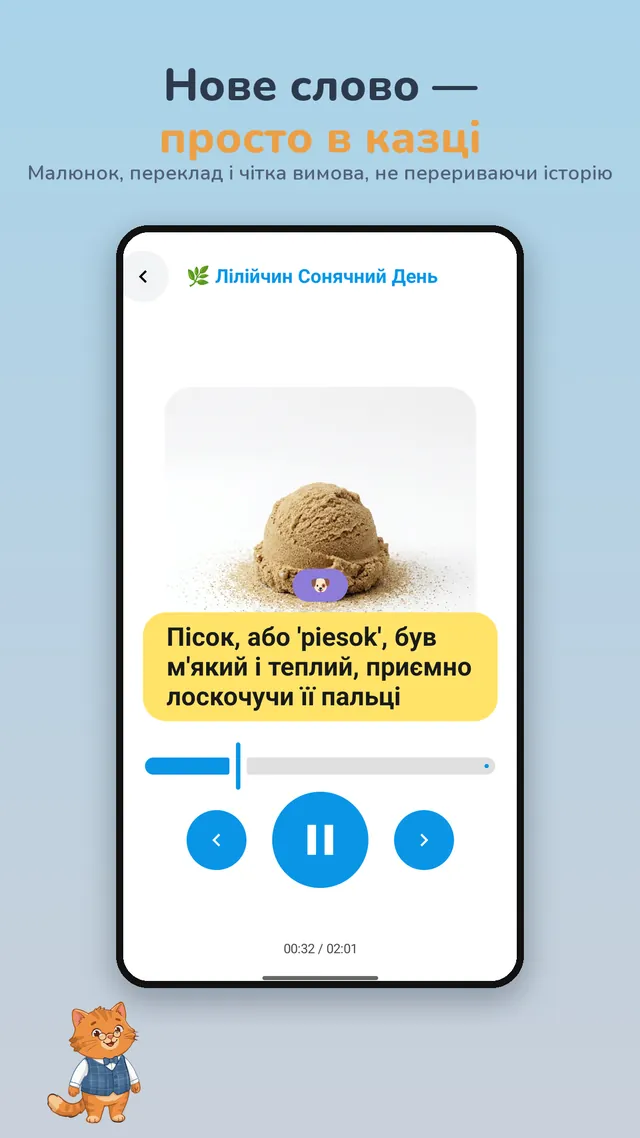 Нове слово —
просто в казці
Малюнок, переклад і чітка вимова, не перериваючи історію
🌿 Лілійчин Сонячний День
Пісок, або 'piesok', був
м'який і теплий, приємно
лоскочучи її пальці
00:32 / 02:01